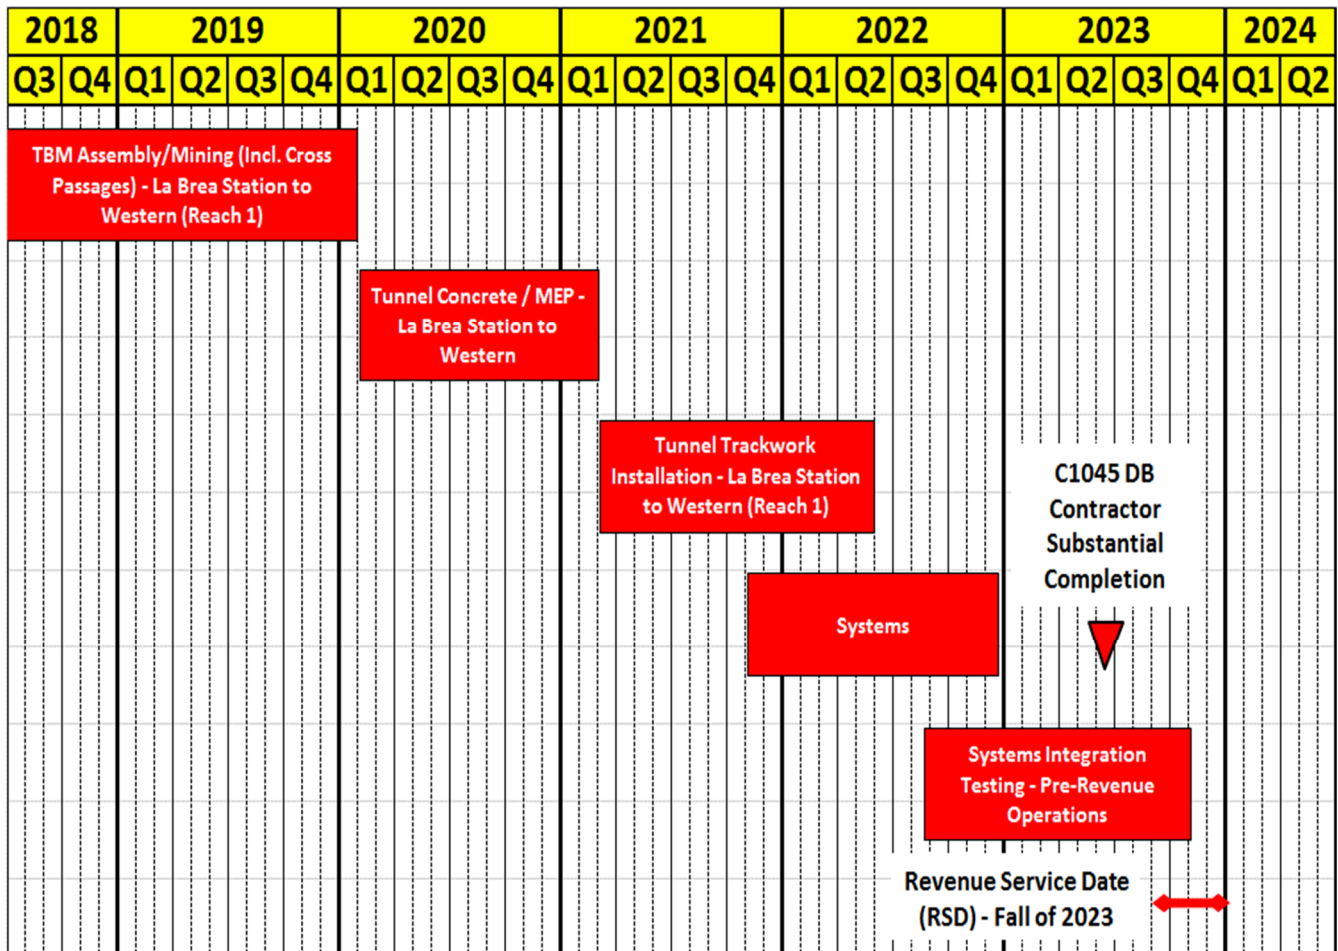 2018 2019 2020 2021 2022 2023 2024
Q3 Q4 Q1 Q2 Q3 Q4 Q1 Q2 Q3 Q4 Q1 Q2 Q3 Q4 Q1 Q2 Q3 Q4 Q1 Q2 Q3 Q4 Q1 Q2
TBM Assembly/Mining (Incl. Cross
Passages) - La Brea Station to
Western (Reach 1)
Tunnel Concrete / MEP -
La Brea Station to
Western
Tunnel Trackwork
Installation - La Brea Station
to Western (Reach 1)
C1045 DB
Contractor
Substantial
Completion
Systems
Systems Integration
Testing - Pre-Revenue
Operations
Revenue Service Date
(RSD) - Fall of 2023